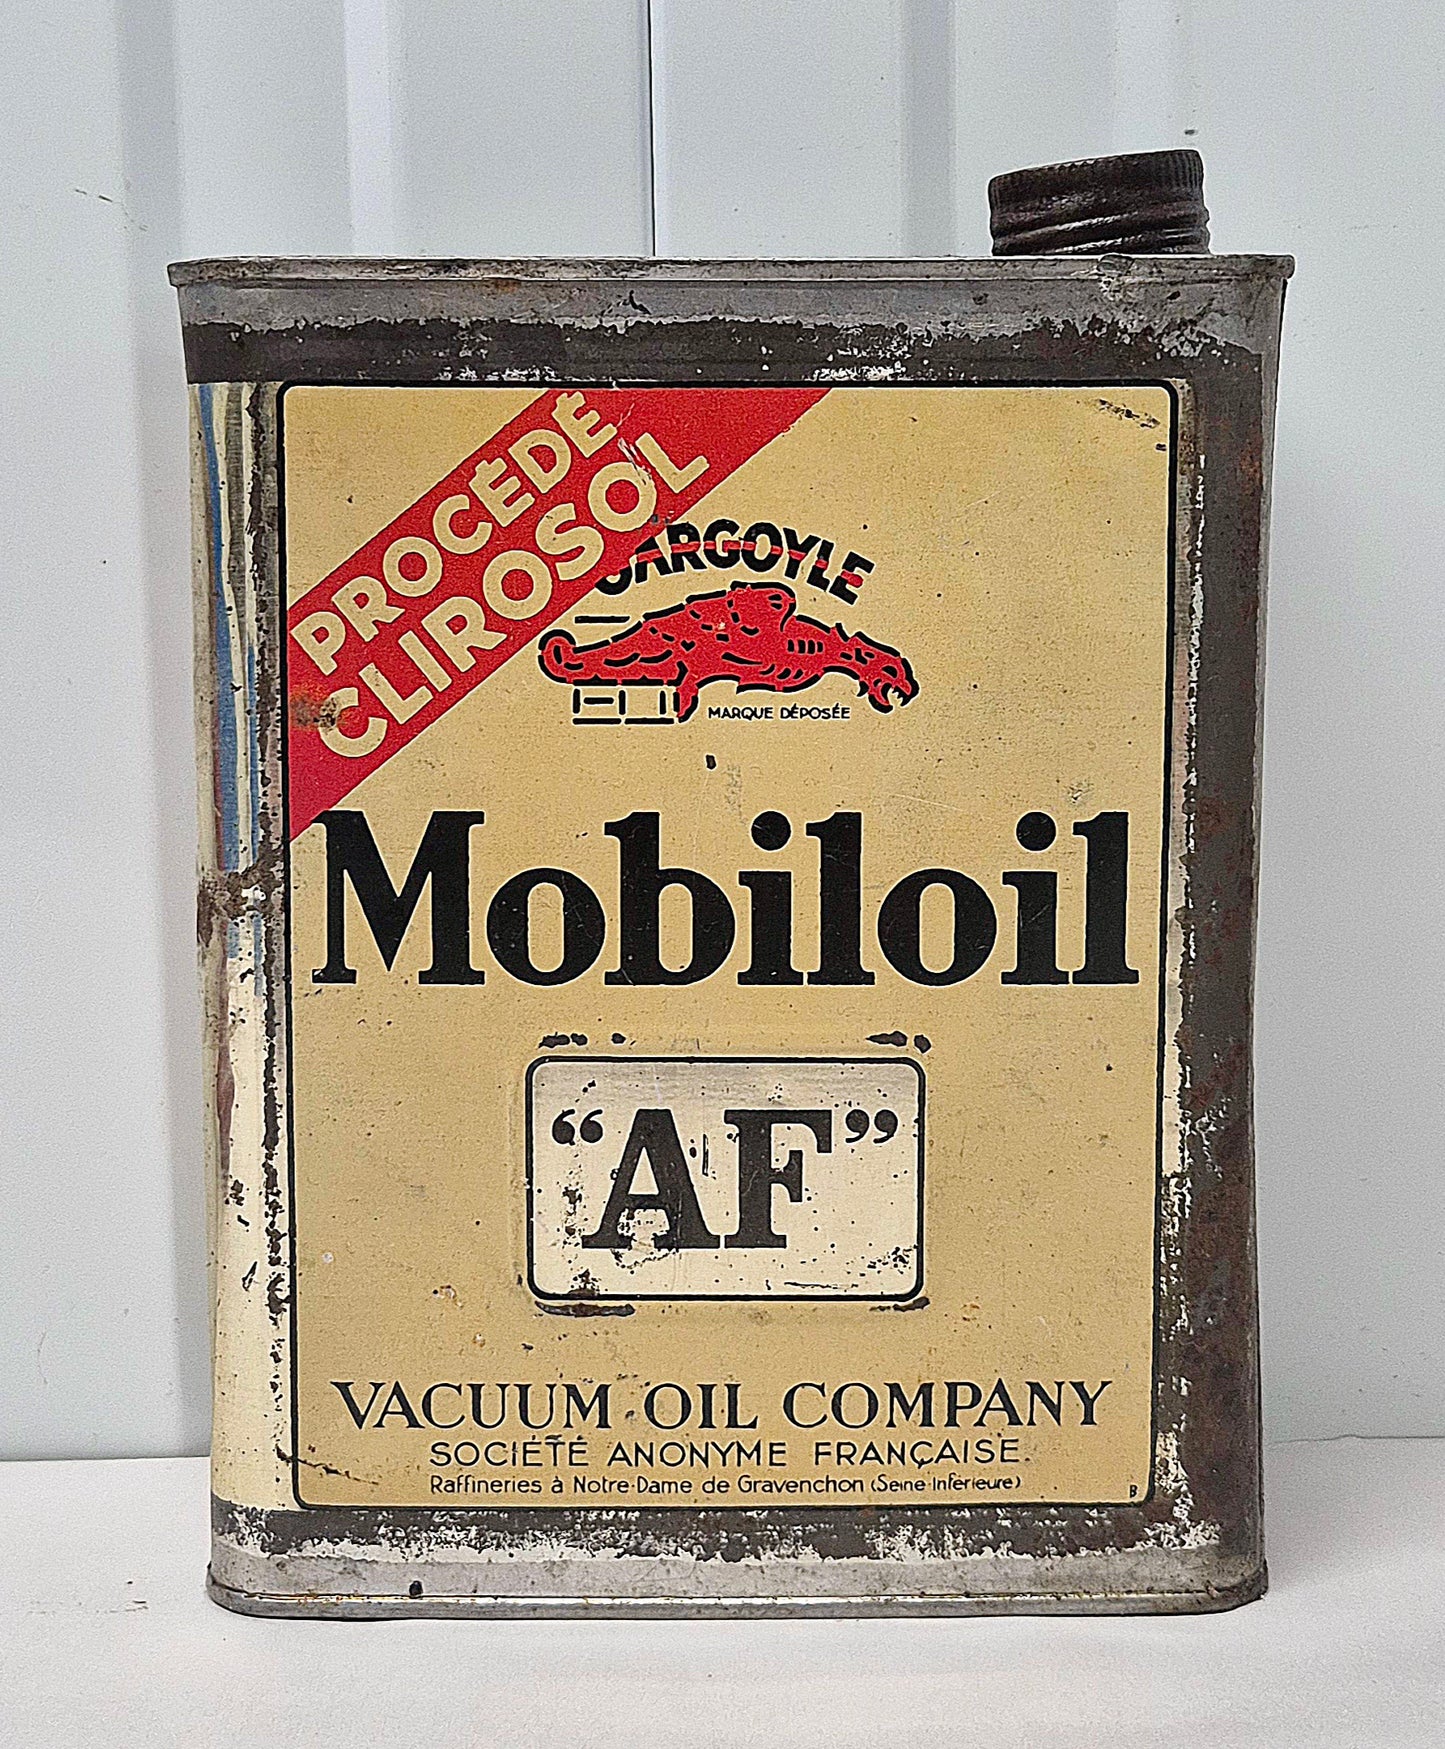 PROCÉDÉ
CLIROSOL
GARGOYLE
MARQUE DÉPOSÉE
Mobiloil
“AF”
VACUUM OIL COMPANY
SOCIÉTÉ ANONYME FRANÇAISE.
Raffineries à Notre-Dame de Gravenchon (Seine-Inférieure)
B